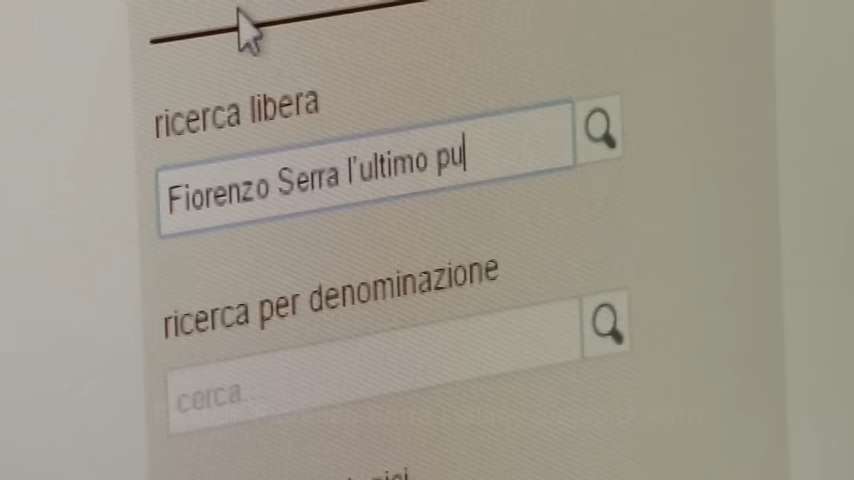 ricerca libera
Fiorenzo Serra l'ultimo pu
ricerca per denominazione
cerca...